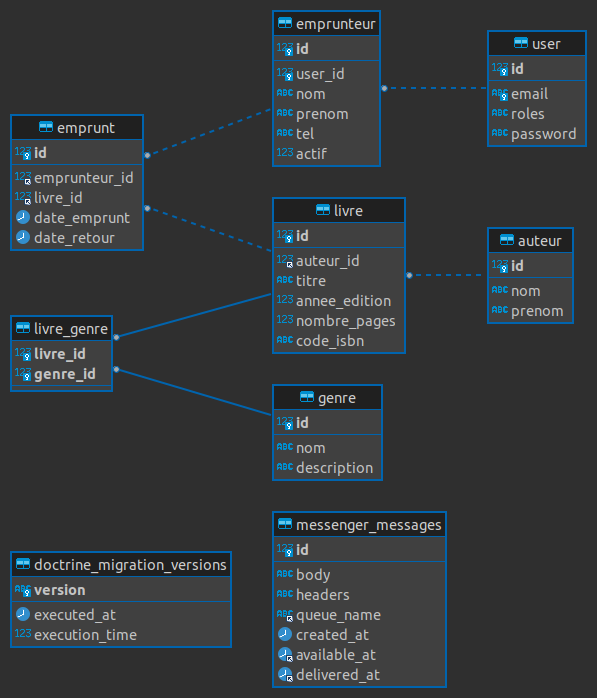 emprunteur
123 id
123 user_id
ABC nom
ABC prenom
ABC tel
123 actif
user
123 id
ABC email
ABC roles
ABC password
emprunt
123 id
123 emprunteur_id
123 livre_id
date_emprunt
date_retour
livre
123 id
123 auteur_id
ABC titre
123 annee_edition
123 nombre_pages
ABC code_isbn
auteur
123 id
ABC nom
ABC prenom
livre_genre
123 livre_id
123 genre_id
genre
123 id
ABC nom
ABC description
doctrine_migration_versions
ABC version
executed_at
123 execution_time
messenger_messages
123 id
ABC body
ABC headers
ABC queue_name
created_at
available_at
delivered_at